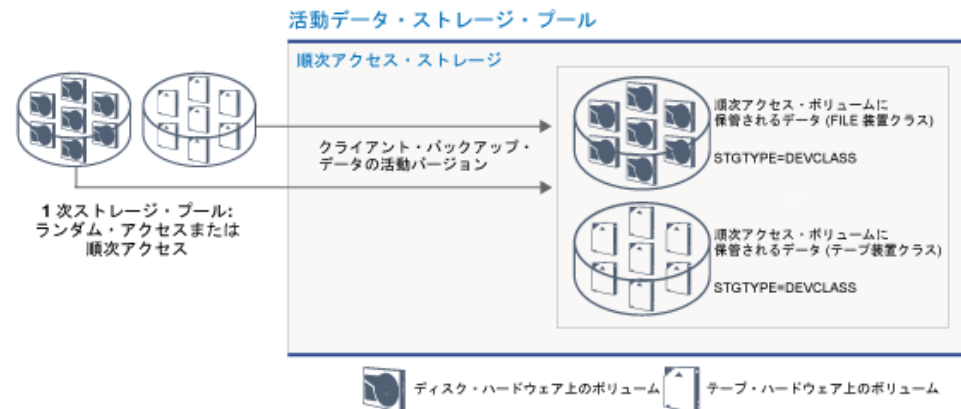 活動データ・ストレージ・プール
順次アクセス・ストレージ
順次アクセス・ボリュームに
保管されるデータ (FILE 装置クラス)
STGTYPE=DEVCLASS
クライアント・バックアップ・
データの活動バージョン
1 次ストレージ・プール:
ランダム・アクセスまたは
順次アクセス
順次アクセス・ボリュームに
保管されるデータ (テープ装置クラス)
STGTYPE=DEVCLASS
ディスク・ハードウェア上のボリューム
テープ・ハードウェア上のボリューム